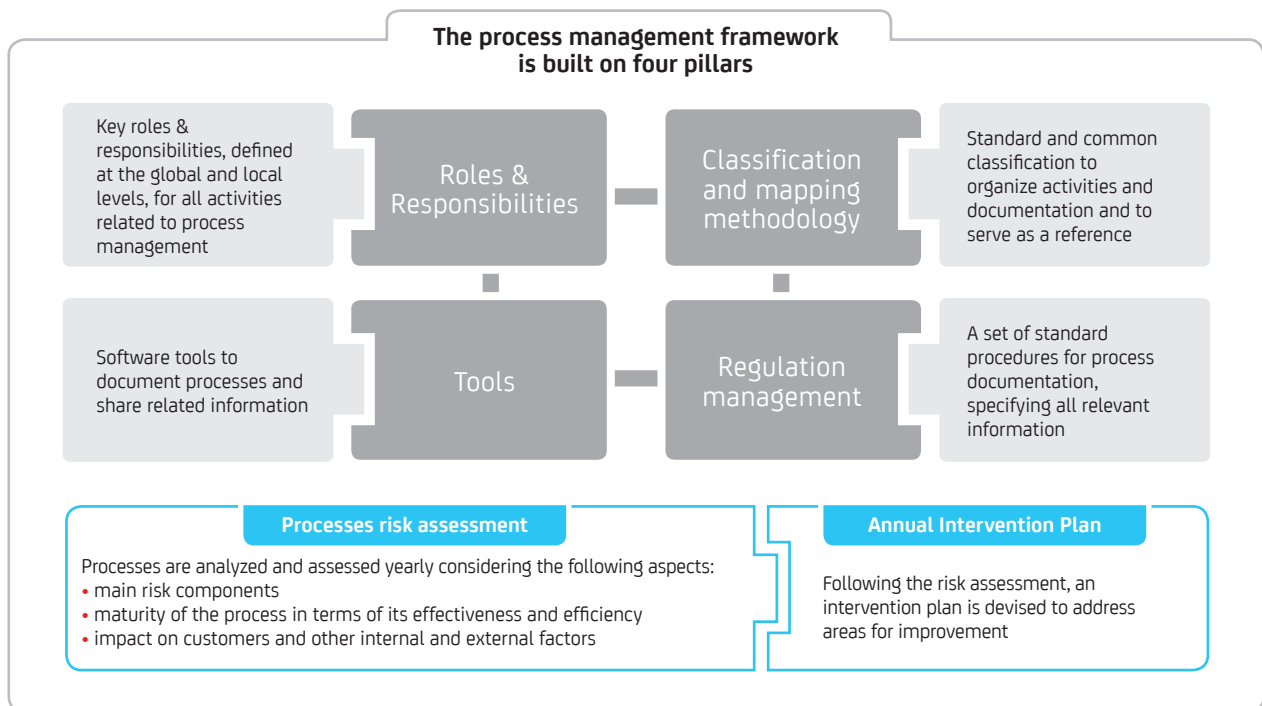 The process management framework
is built on four pillars
Key roles &
responsibilities, defined
at the global and local
levels, for all activities
related to process
management
Roles &
Responsibilities
Classification
and mapping
methodology
Standard and common
classification to
organize activities and
documentation and to
serve as a reference
Software tools to
document processes and
share related information
Tools
Regulation
management
A set of standard
procedures for process
documentation,
specifying all relevant
information
Processes risk assessment
Processes are analyzed and assessed yearly considering the following aspects:
• main risk components
• maturity of the process in terms of its effectiveness and efficiency
• impact on customers and other internal and external factors
Annual Intervention Plan
Following the risk assessment, an
intervention plan is devised to address
areas for improvement